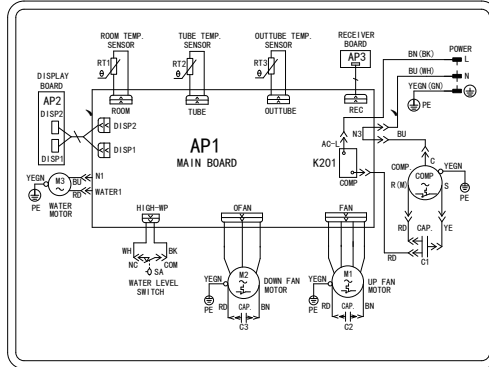 ROOM TEMP. SENSOR
TUBE TEMP. SENSOR
OUTTUBE TEMP. SENSOR
RECEIVER BOARD
AP3
RT1
θ
RT2
θ
RT3
θ
ROOM
TUBE
OUTTUBE
REC
BN(BK)
POWER
L
BU(WH)
N
YEGN(GN)
PE
DISPLAY BOARD
AP2
DISP2
DISP1
DISP2
DISP1
AP1
MAIN BOARD
AC-L
N3
BU
K201
COMP
C
COMP.
COMP
YEGN
R(M)
S
PE
RD
YE
CAP.
RD
C1
YEGN
M3
BU
RD
N1
WATER1
PE
WATER MOTOR
HIGH-WP
WH
BK
NC
COM
SA
WATER LEVEL SWITCH
OFAN
YEGN
M2
DOWN FAN MOTOR
PE
RD
CAP.
BN
C3
FAN
YEGN
M1
UP FAN MOTOR
PE
RD
CAP.
BN
C2